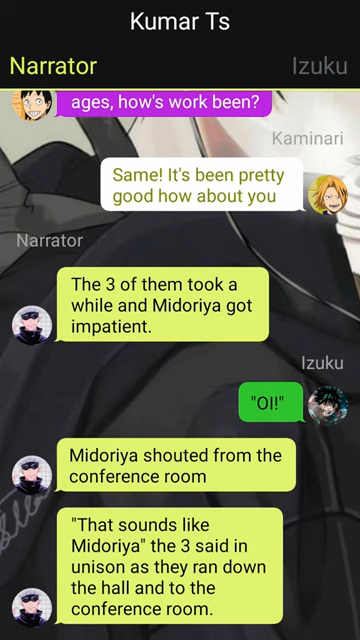 Kumar Ts
Narrator
Izuku
ages, how's work been?
Kaminari
Same! It's been pretty
good how about you
Narrator
The 3 of them took a
while and Midoriya got
impatient.
Izuku
"OI!"
Midoriya shouted from the
conference room
"That sounds like
Midoriya" the 3 said in
unison as they ran down
the hall and to the
conference room.